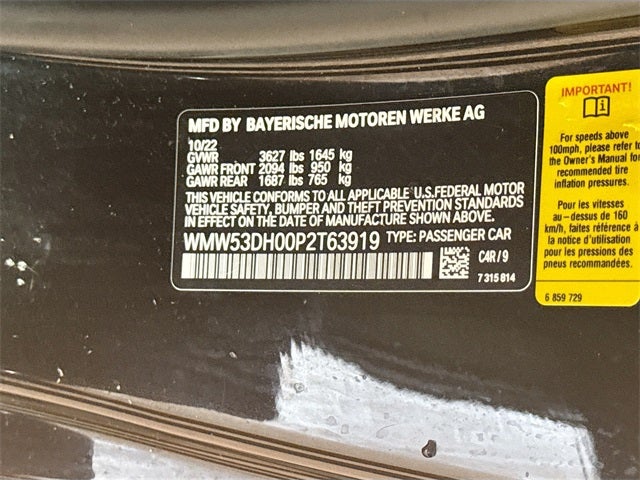 MFD BY BAYERISCHE MOTOREN WERKE AG
10/22
GVWR 3627 lbs 1645 kg
GAWR FRONT 2094 lbs 950 kg
GAWR REAR 1687 lbs 765 kg
THIS VEHICLE CONFORMS TO ALL APPLICABLE U.S.FEDERAL MOTOR
VEHICLE SAFETY, BUMPER AND THEFT PREVENTION STANDARDS
IN EFFECT ON THE DATE OF MANUFACTURE SHOWN ABOVE.
WMW53DH00P2T63919 TYPE: PASSENGER CAR
C4R/9
7 315 814
IMPORTANT!
For speeds above
100mph, please refer to
the Owner's Manual for
recommended tire
inflation pressures.
Pour les vitesses
au-dessus de 160
km/h, faites référence à
la notice d'utilisation
pour les pressions des
pneus recommandées.
6 859 729